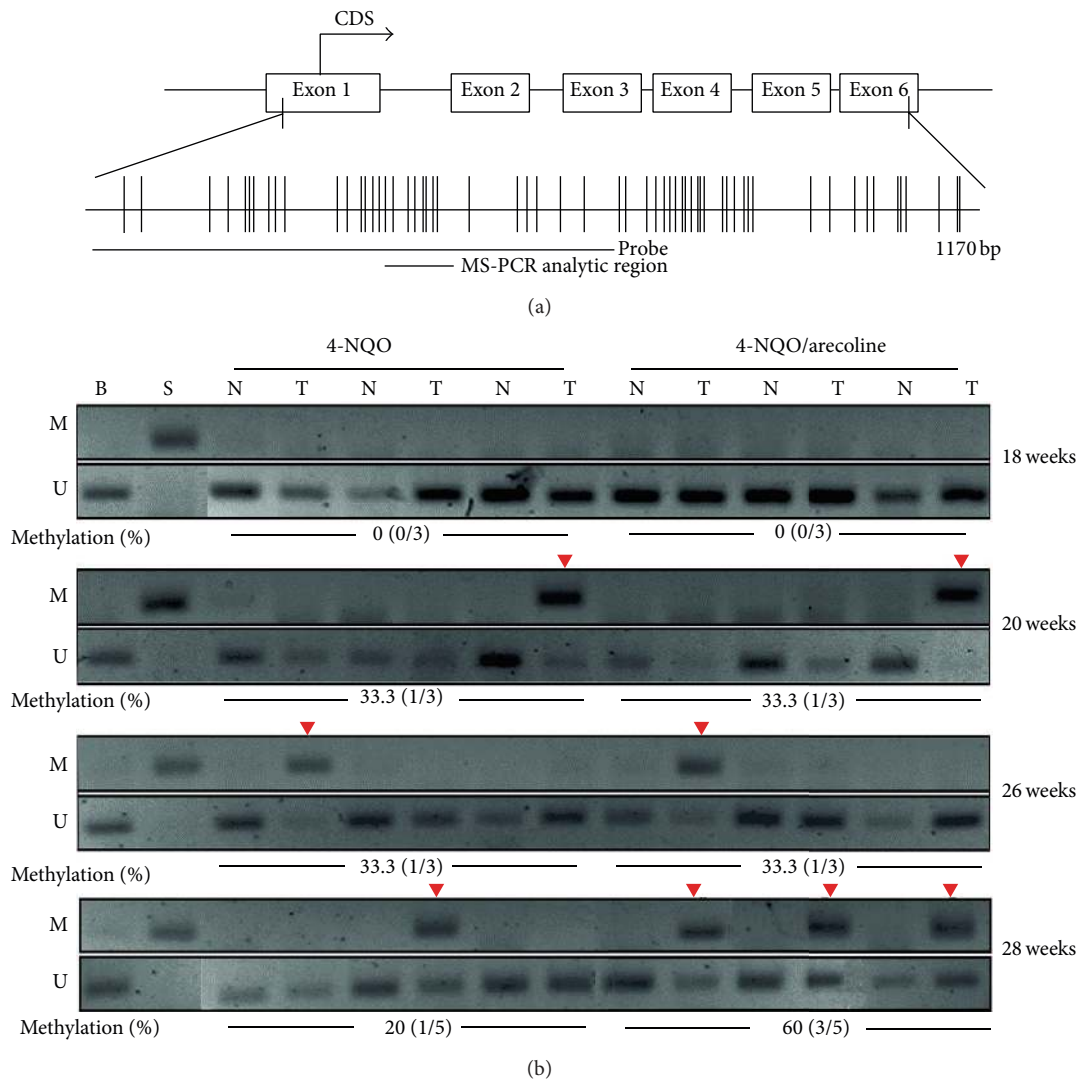 CDS
Exon 1 Exon 2 Exon 3 Exon 4 Exon 5 Exon 6
Probe 1170 bp
MS-PCR analytic region
(a)
4-NQO 4-NQO/arecoline
B S N T N T N T N T N T N T
M
18 weeks
U
Methylation (%) 0 (0/3) 0 (0/3)
M
20 weeks
U
Methylation (%) 33.3 (1/3) 33.3 (1/3)
M
26 weeks
U
Methylation (%) 33.3 (1/3) 33.3 (1/3)
M
28 weeks
U
Methylation (%) 20 (1/5) 60 (3/5)
(b)